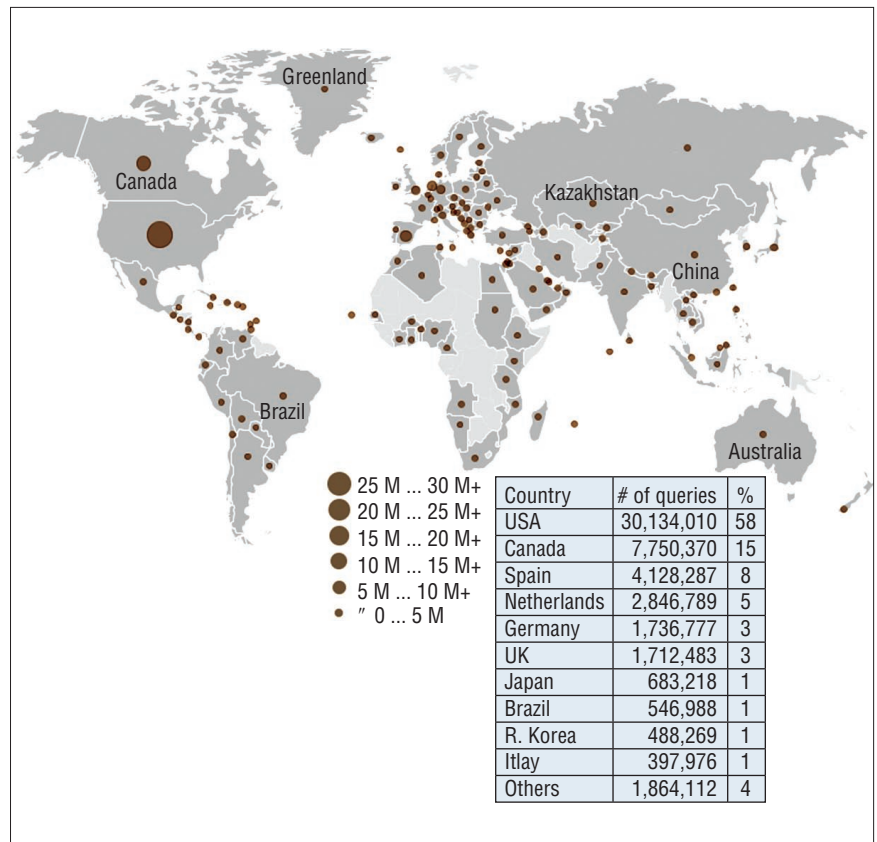 Greenland
Canada
Kazakhstan
China
Brazil
Australia
25 M ... 30 M+
20 M ... 25 M+
15 M ... 20 M+
10 M ... 15 M+
5 M ... 10 M+
″ 0 ... 5 M
Country # of queries %
USA 30,134,010 58
Canada 7,750,370 15
Spain 4,128,287 8
Netherlands 2,846,789 5
Germany 1,736,777 3
UK 1,712,483 3
Japan 683,218 1
Brazil 546,988 1
R. Korea 488,269 1
Itlay 397,976 1
Others 1,864,112 4